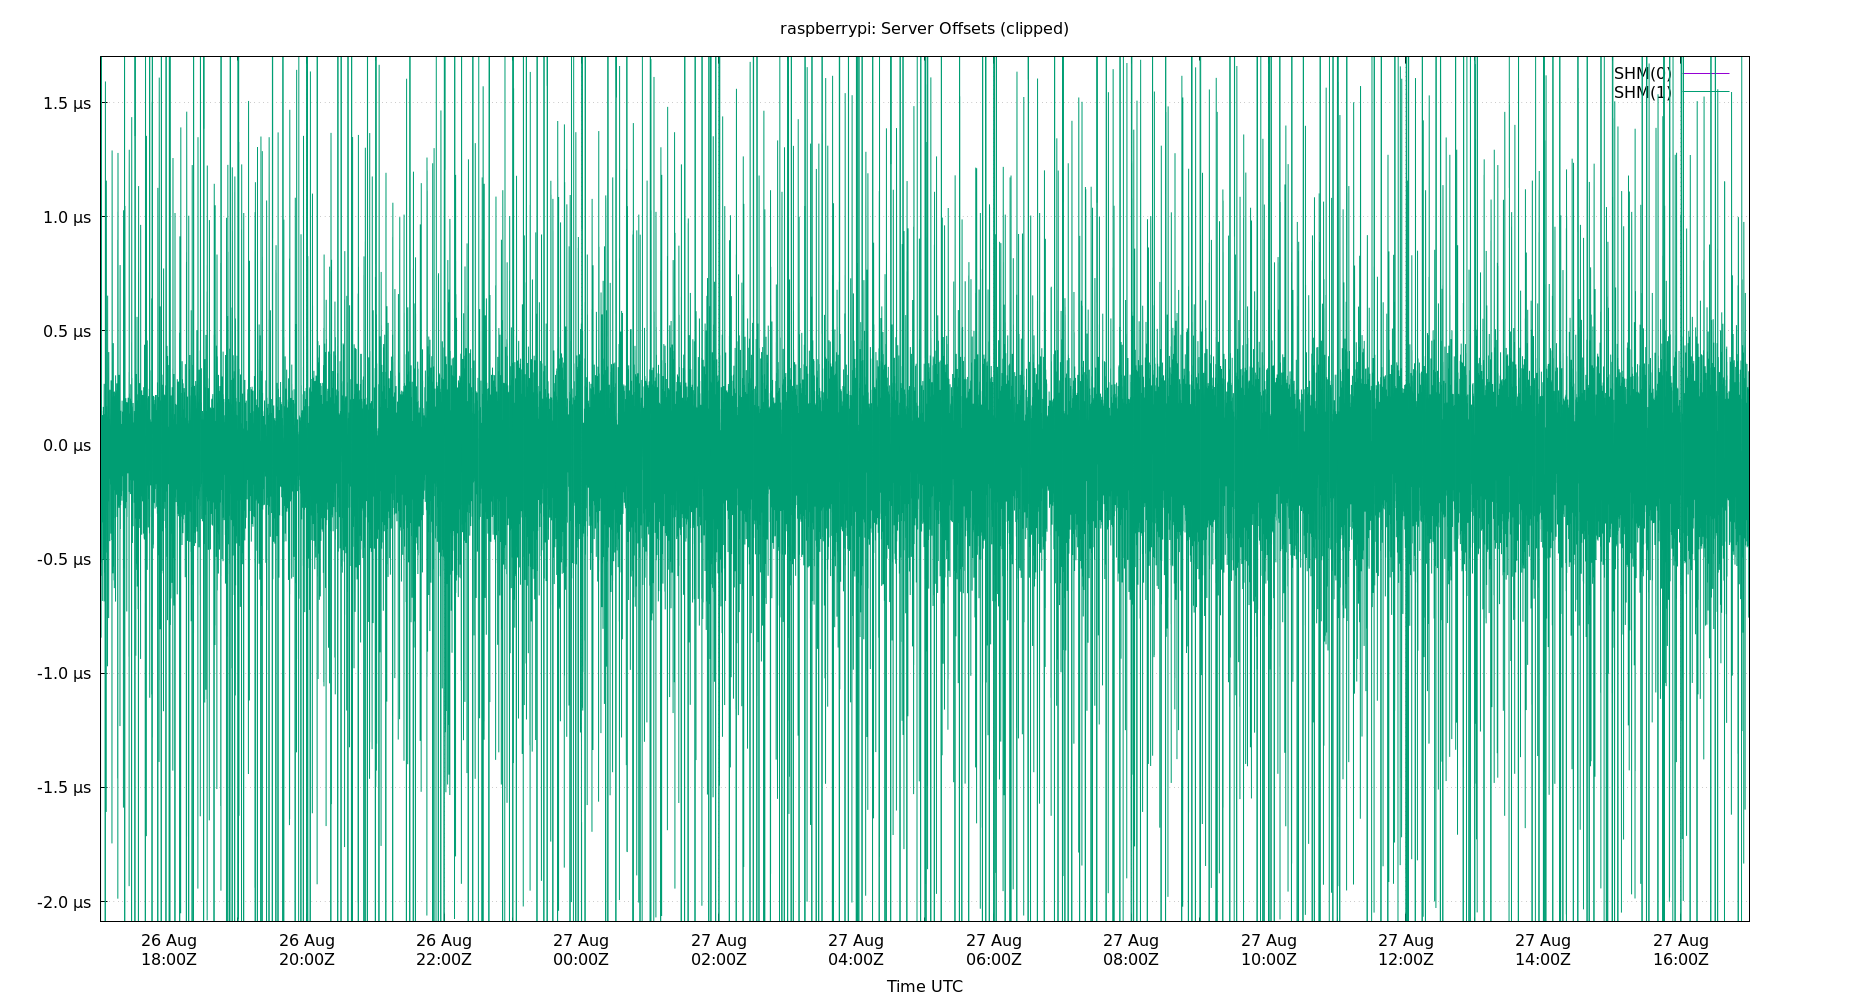 raspberrypi: Server Offsets (clipped)
SHM(0)
SHM(1)
1.5 µs
1.0 µs
0.5 µs
0.0 µs
-0.5 µs
-1.0 µs
-1.5 µs
-2.0 µs
26 Aug 26 Aug 26 Aug 27 Aug 27 Aug 27 Aug 27 Aug 27 Aug 27 Aug 27 Aug 27 Aug 27 Aug
18:00Z 20:00Z 22:00Z 00:00Z 02:00Z 04:00Z 06:00Z 08:00Z 10:00Z 12:00Z 14:00Z 16:00Z
Time UTC